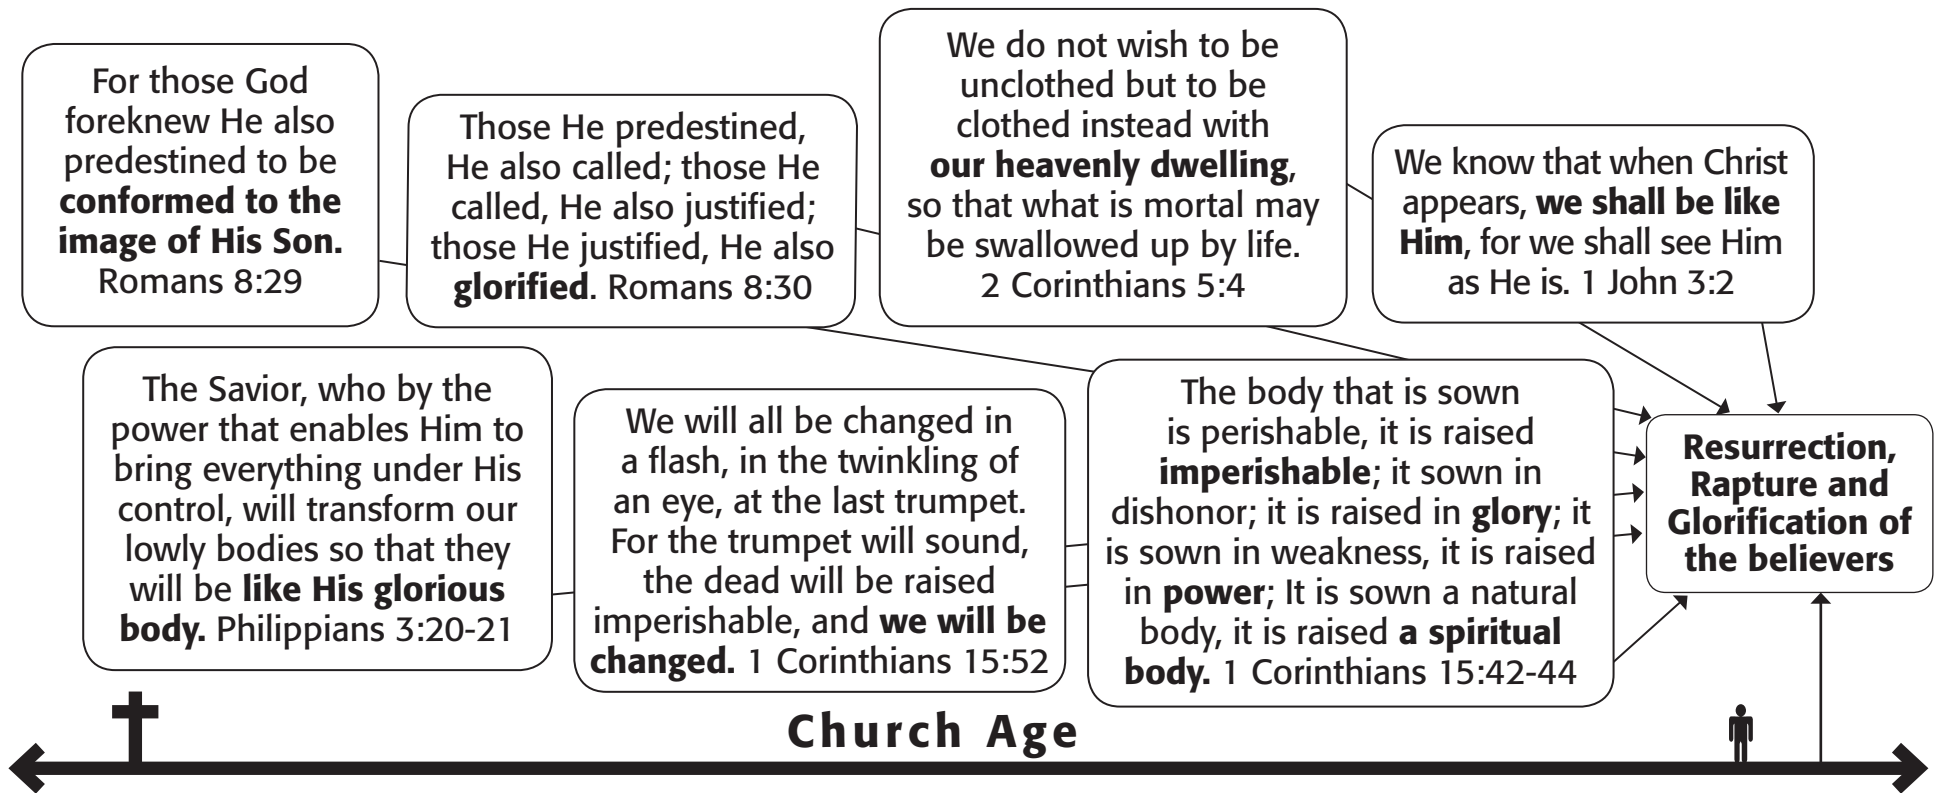 For those God
foreknew He also
predestined to be
conformed to the
image of His Son.
Romans 8:29
Those He predestined,
He also called; those He
called, He also justified;
those He justified, He also
glorified. Romans 8:30
We do not wish to be
unclothed but to be
clothed instead with
our heavenly dwelling,
so that what is mortal may
be swallowed up by life.
2 Corinthians 5:4
We know that when Christ
appears, we shall be like
Him, for we shall see Him
as He is. 1 John 3:2
The Savior, who by the
power that enables Him to
bring everything under His
control, will transform our
lowly bodies so that they
will be like His glorious
body. Philippians 3:20-21
We will all be changed in
a flash, in the twinkling of
an eye, at the last trumpet.
For the trumpet will sound,
the dead will be raised
imperishable, and we will be
changed. 1 Corinthians 15:52
The body that is sown
is perishable, it is raised
imperishable; it sown in
dishonor; it is raised in glory; it
is sown in weakness, it is raised
in power; It is sown a natural
body, it is raised a spiritual
body. 1 Corinthians 15:42-44
Resurrection,
Rapture and
Glorification of
the believers
Church Age